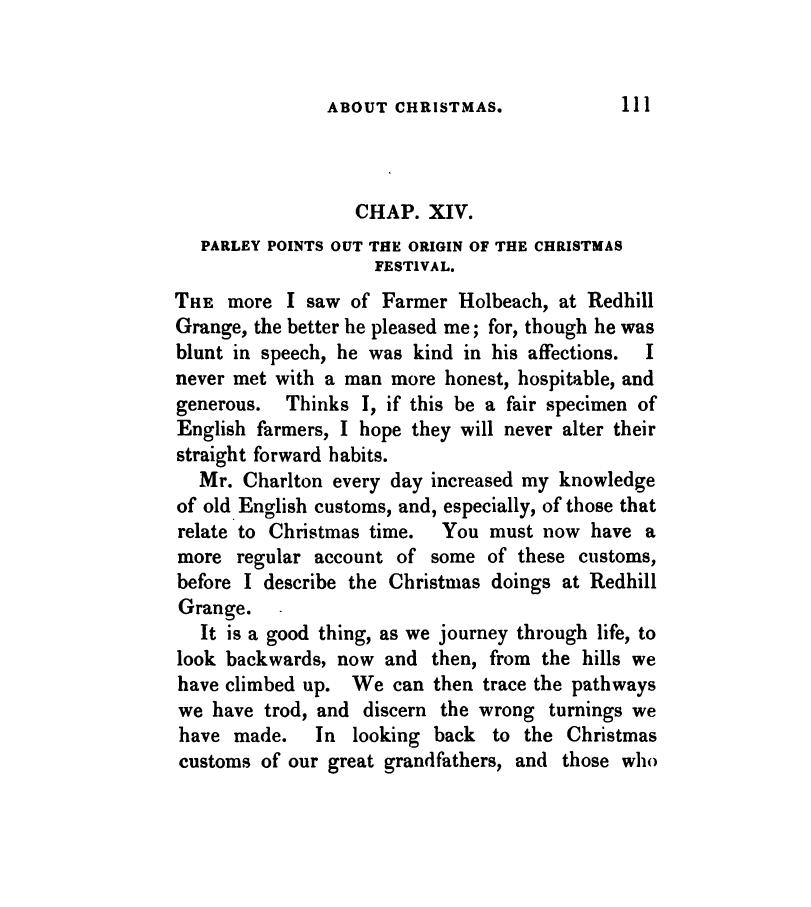 ABOUT CHRISTMAS. 111
CHAP. XIV.
PARLEY POINTS OUT THE ORIGIN OF THE CHRISTMAS
FESTIVAL.
THE more I saw of Farmer Holbeach, at Redhill
Grange, the better he pleased me; for, though he was
blunt in speech, he was kind in his affections. I
never met with a man more honest, hospitable, and
generous. Thinks I, if this be a fair specimen of
English farmers, I hope they will never alter their
straight forward habits.
Mr. Charlton every day increased my knowledge
of old English customs, and, especially, of those that
relate to Christmas time. You must now have a
more regular account of some of these customs,
before I describe the Christmas doings at Redhill
Grange.
It is a good thing, as we journey through life, to
look backwards, now and then, from the hills we
have climbed up. We can then trace the pathways
we have trod, and discern the wrong turnings we
have made. In looking back to the Christmas
customs of our great grandfathers, and those who